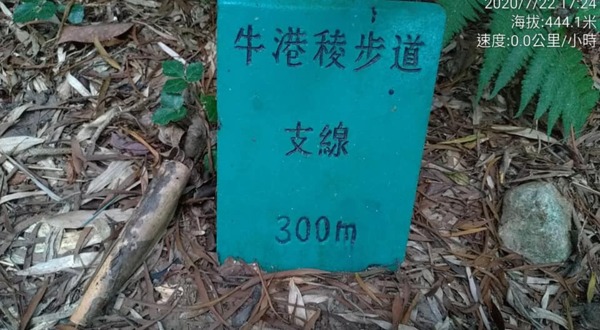 2020/7/22 17:24
海拔:444.1米
速度:0.0公里/小時
牛港稜步道
支線
300m